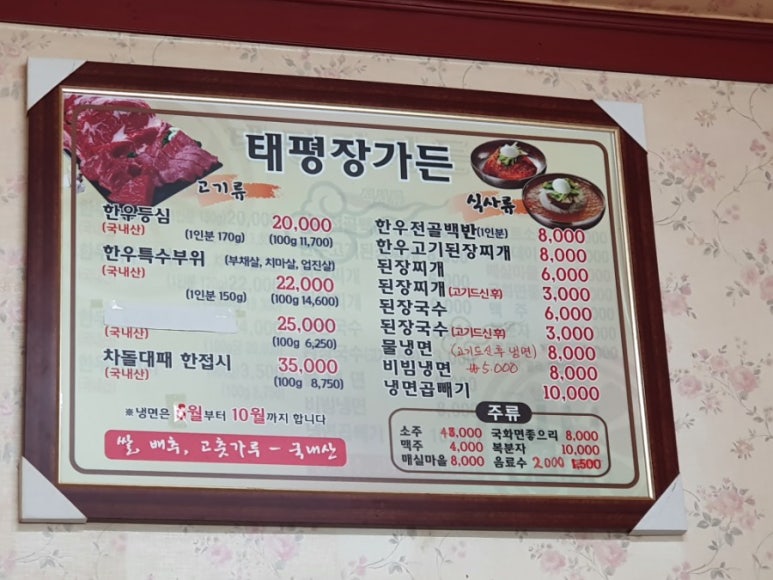 태평장가든
고기류
한우등심 20,000
(국내산) (1인분 170g) (100g 11,700)
한우특수부위 (부채살, 치마살, 업진살)
(국내산) 22,000
(1인분 150g) (100g 14,600)
25,000
(국내산) (100g 6,250)
차돌대패 한접시 35,000
(국내산) (100g 8,750)
※냉면은 5월부터 10월까지 합니다
쌀, 배추, 고춧가루 - 국내산
식사류
한우전골백반(1인분) 8,000
한우고기된장찌개 8,000
된장찌개 6,000
된장찌개(고기드신후) 3,000
된장국수 6,000
된장국수(고기드신후) 3,000
물냉면 (고기드신후 냉면) 8,000
비빔냉면 ₩5.000 8,000
냉면곱빼기 10,000
주류
소주 4,000 국화면좋으리 8,000
맥주 4,000 복분자 10,000
매실마을 8,000 음료수 2,000 1,500